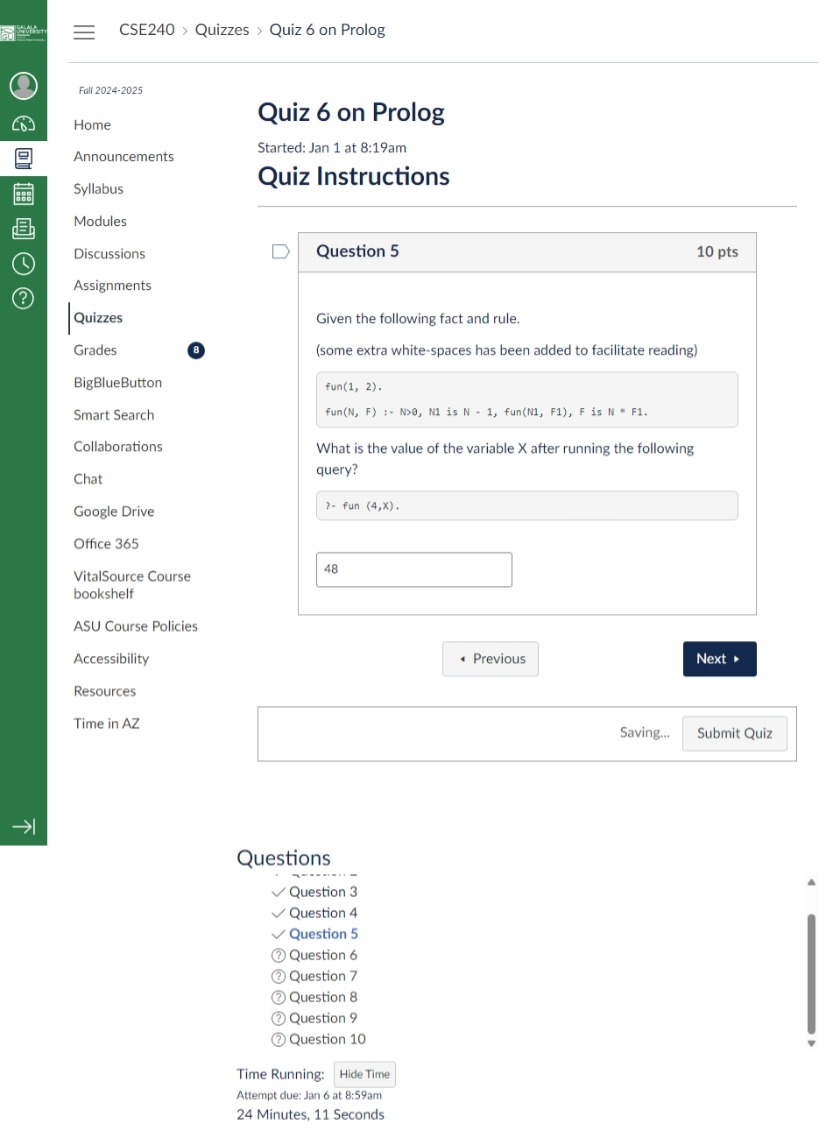 GALALA
UNIVERSITY
CSE240 > Quizzes > Quiz 6 on Prolog
Fall 2024-2025
Home
Announcements
Syllabus
Modules
Discussions
Assignments
Quizzes
Grades 8
BigBlueButton
Smart Search
Collaborations
Chat
Google Drive
Office 365
VitalSource Course
bookshelf
ASU Course Policies
Accessibility
Resources
Time in AZ
Quiz 6 on Prolog
Started: Jan 1 at 8:19am
Quiz Instructions
Question 5 10 pts
Given the following fact and rule.
(some extra white-spaces has been added to facilitate reading)
fun(1, 2).
fun(N, F) :- N>0, N1 is N - 1, fun(N1, F1), F is N * F1.
What is the value of the variable X after running the following
query?
?- fun (4,X).
48
Previous
Next
Saving...
Submit Quiz
Questions
Question 3
Question 4
Question 5
Question 6
Question 7
Question 8
Question 9
Question 10
Time Running: Hide Time
Attempt due: Jan 6 at 8:59am
24 Minutes, 11 Seconds